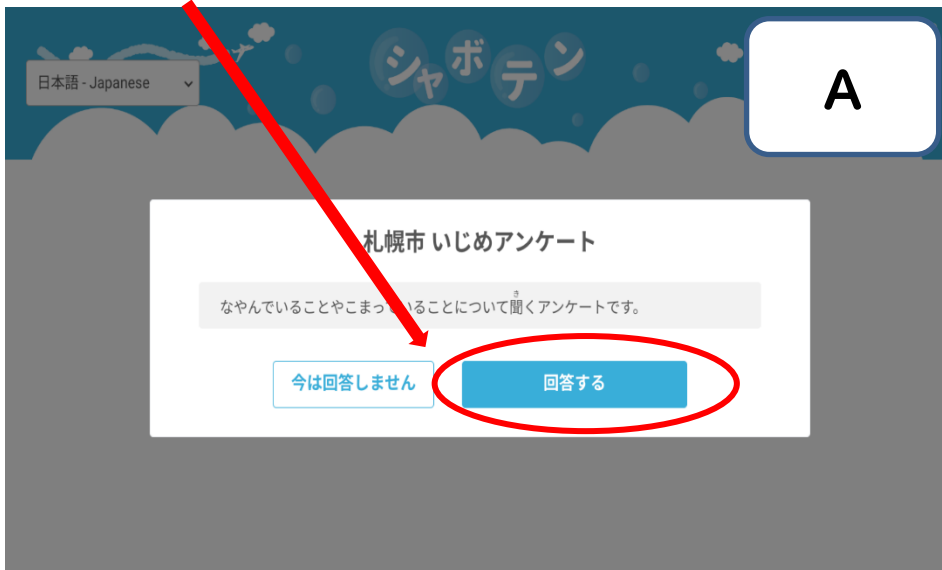 シャボテン
日本語 - Japanese
A
札幌市 いじめアンケート
なやんでいることやこまっていることについて聞くアンケートです。
き
今は回答しません
回答する